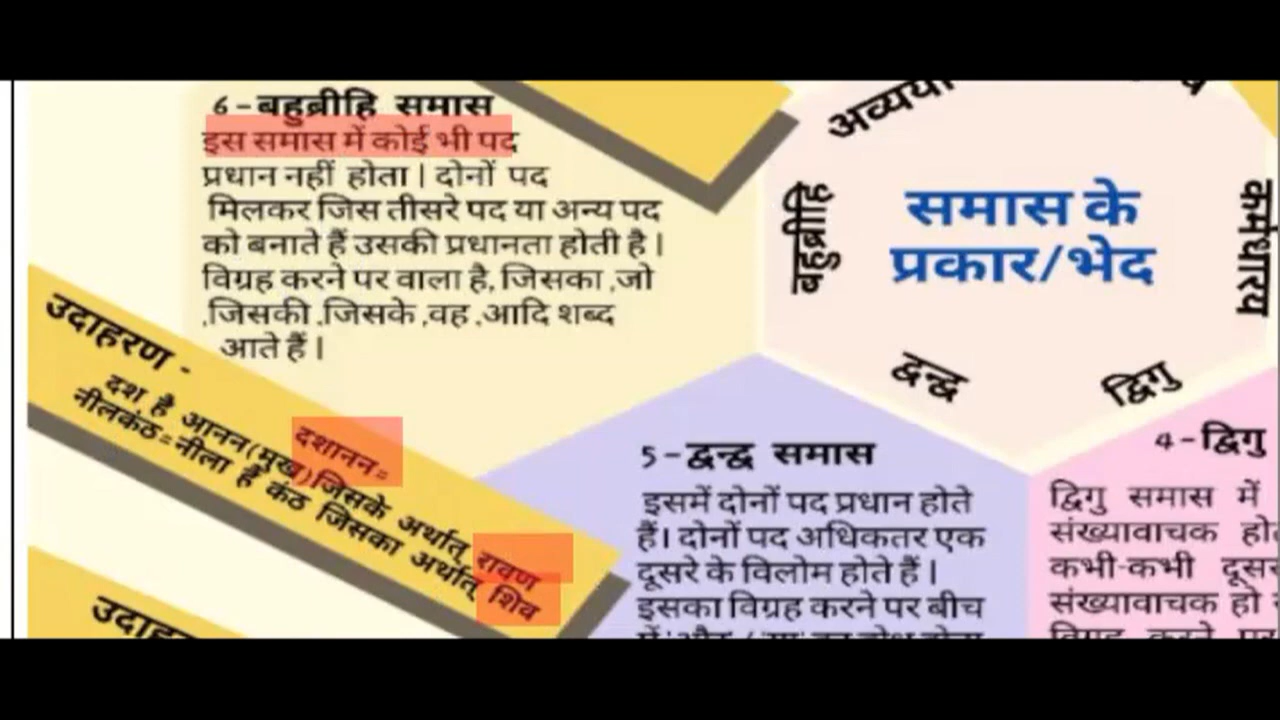 6-बहुब्रीहि समास
इस समास में कोई भी पद
प्रधान नहीं होता | दोनों पद
मिलकर जिस तीसरे पद या अन्य पद
को बनाते हैं उसकी प्रधानता होती है |
विग्रह करने पर वाला है, जिसका ,जो
,जिसकी ,जिसके ,वह ,आदि शब्द
आते हैं |
उदाहरण -
दशानन=
दश है आनन(मुख)जिसके अर्थात् रावण
नीलकंठ=नीला है कंठ जिसका अर्थात् शिव
समास के
प्रकार/भेद
बहुब्रीहि
कर्मधारय
द्वन्द्व
द्विगु
5-द्वन्द्व समास
इसमें दोनों पद प्रधान होते
हैं। दोनों पद अधिकतर एक
दूसरे के विलोम होते हैं |
इसका विग्रह करने पर बीच
4-द्विगु
द्विगु समास में
संख्यावाचक
कभी-कभी
संख्यावाचक हो